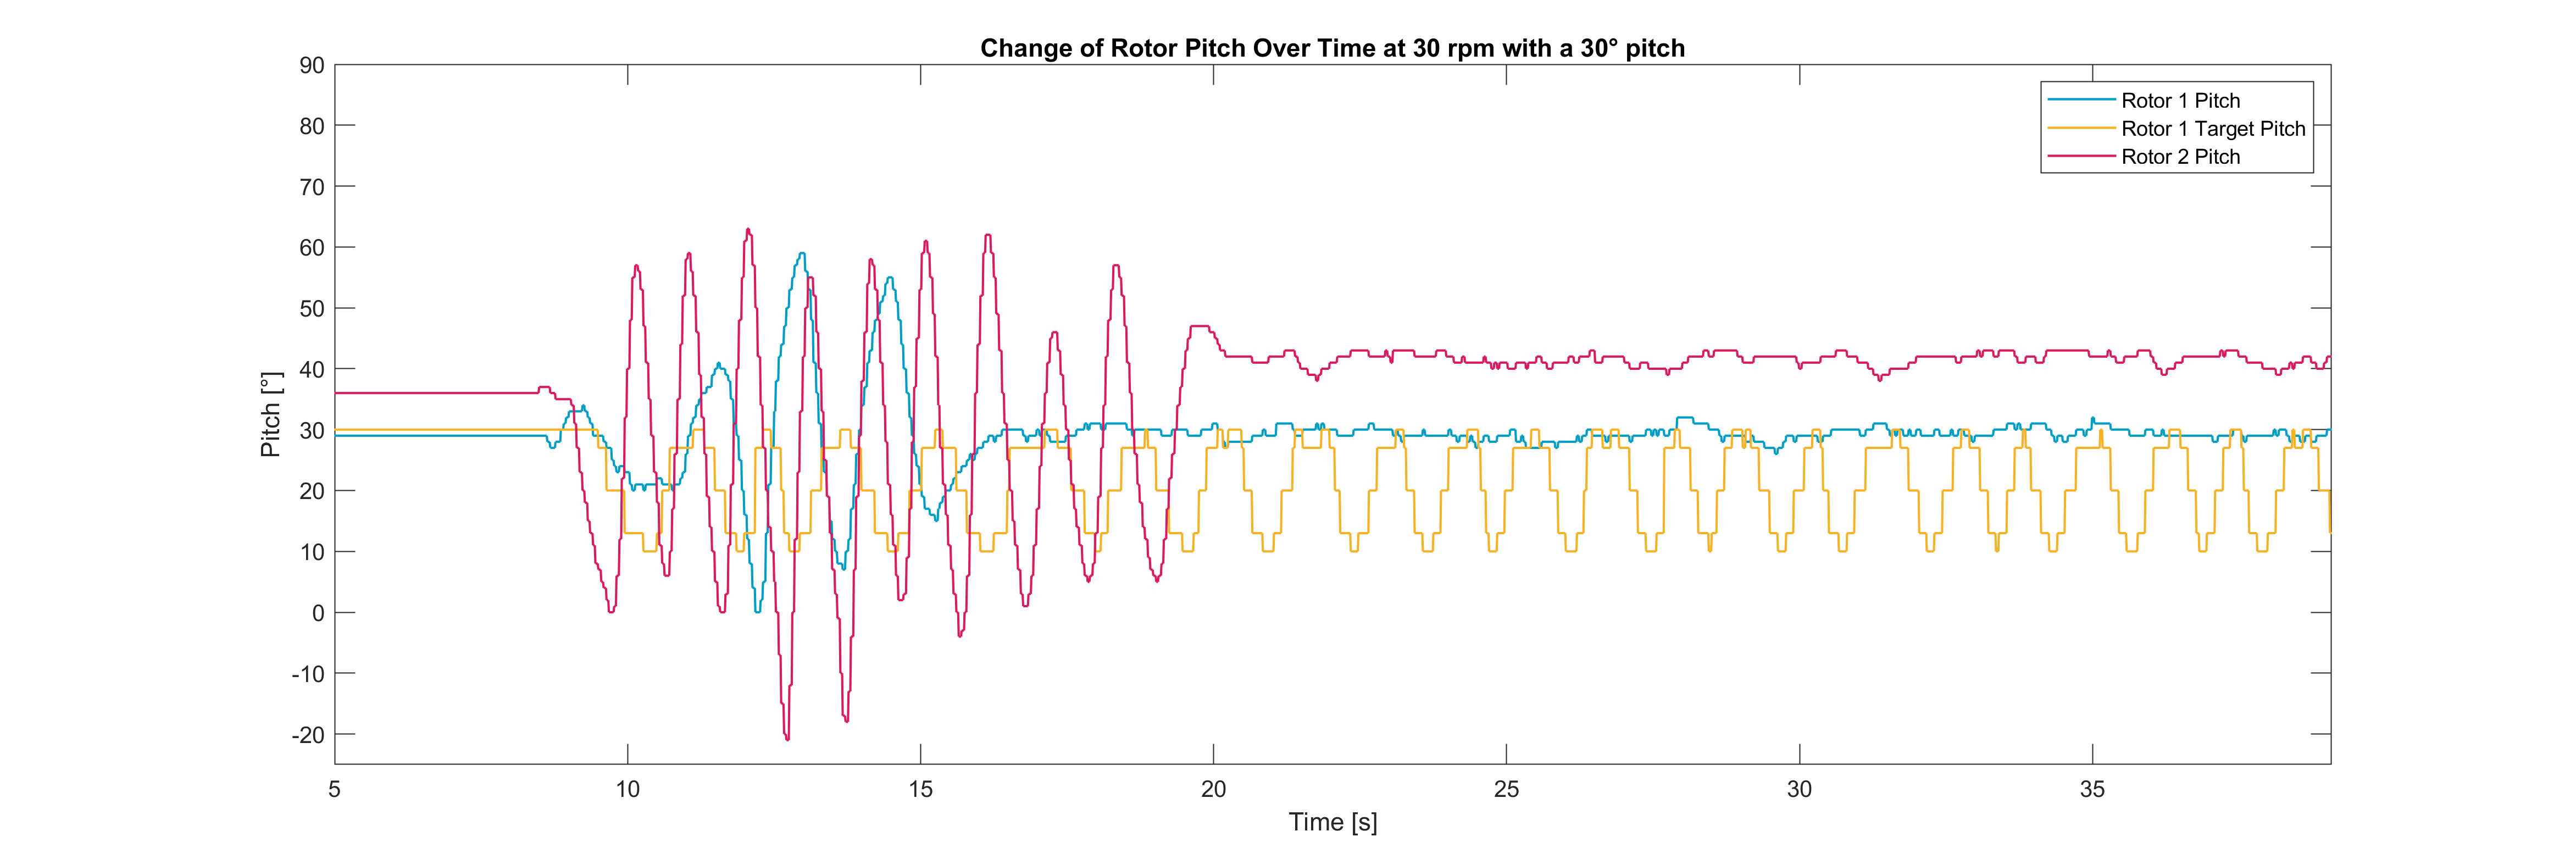 Change of Rotor Pitch Over Time at 30 rpm with a 30° pitch
90
80
70
60
50
40
30
20
10
0
-10
-20
Pitch [°]
Rotor 1 Pitch
Rotor 1 Target Pitch
Rotor 2 Pitch
5 10 15 20 25 30 35
Time [s]